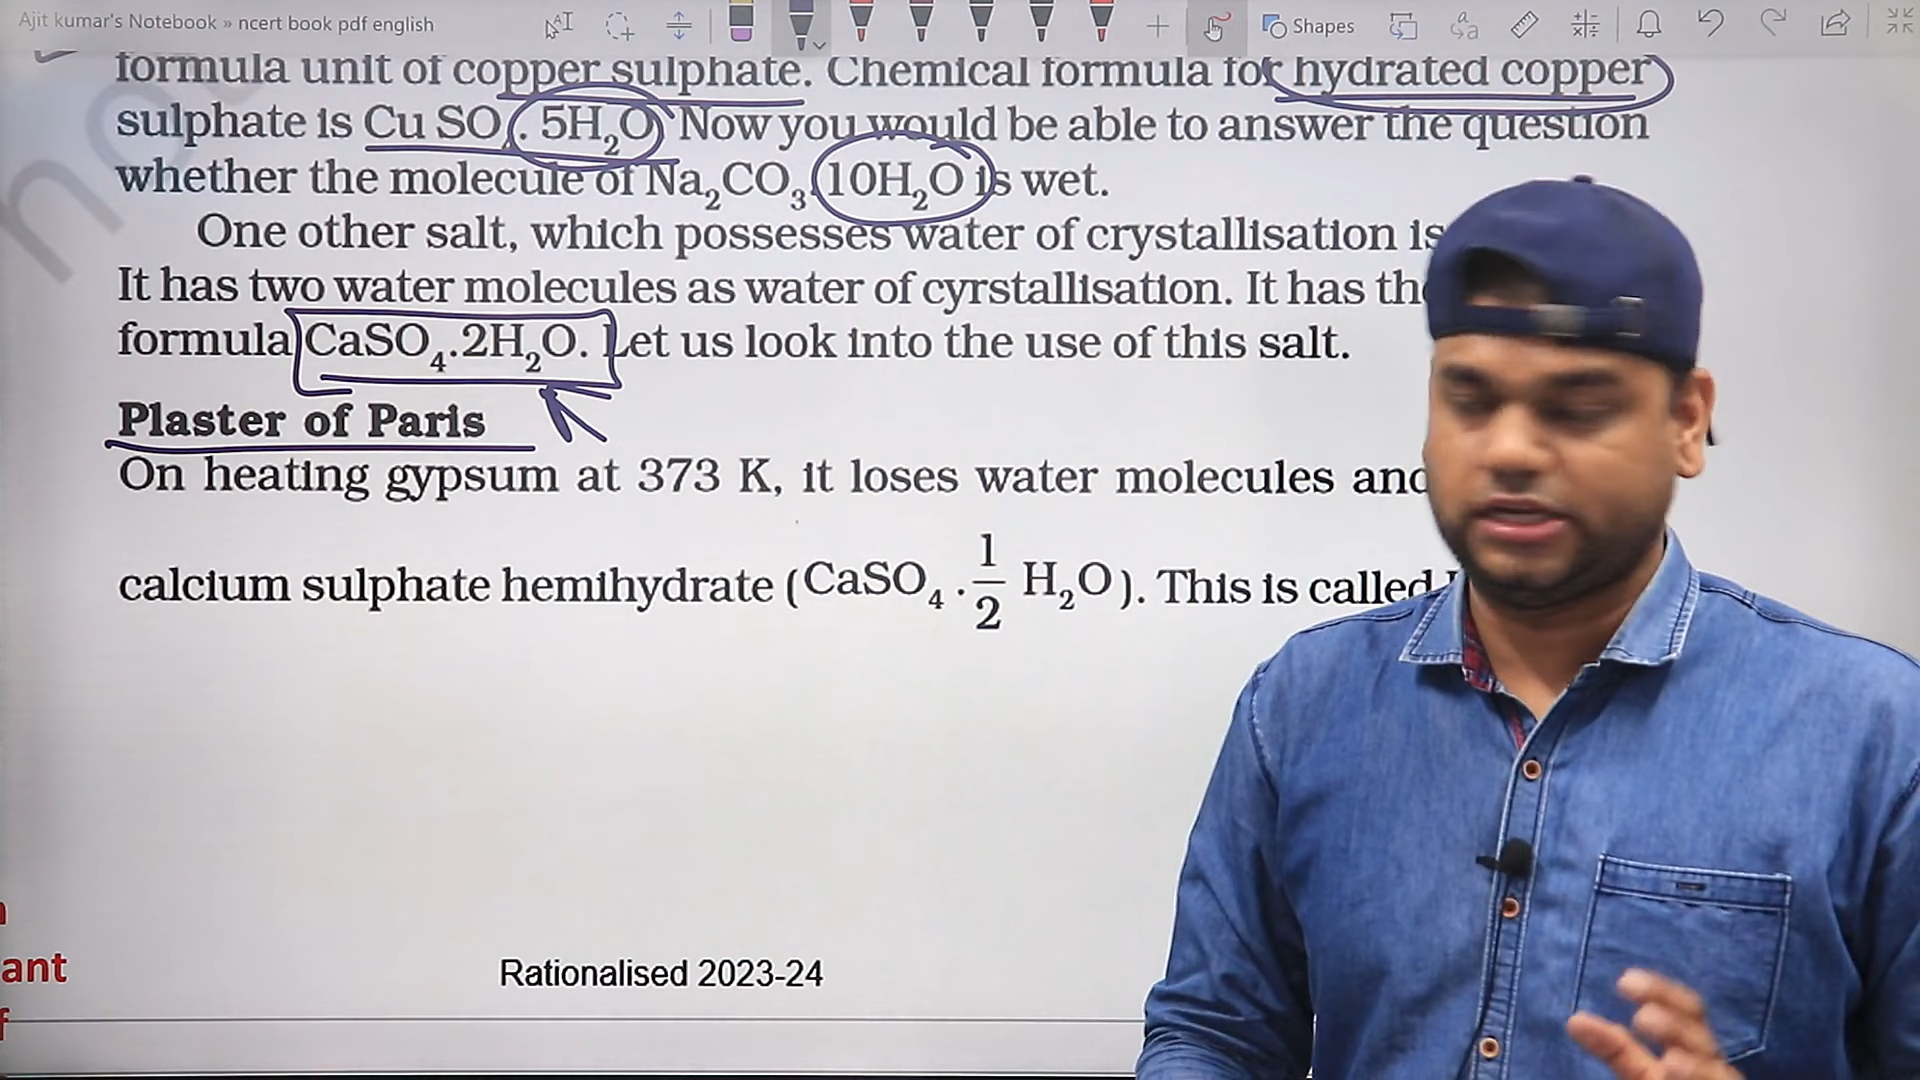 Ajit kumar's Notebook » ncert book pdf english
Shapes
formula unit of copper sulphate. Chemical formula for hydrated copper
sulphate is Cu SO₄. 5H₂O Now you would be able to answer the question
whether the molecule of Na₂CO₃.10H₂O is wet.
One other salt, which possesses water of crystallisation is
It has two water molecules as water of cyrstallisation. It has the
formula CaSO₄.2H₂O. Let us look into the use of this salt.
Plaster of Paris
On heating gypsum at 373 K, it loses water molecules and
calcium sulphate hemihydrate (CaSO₄ . 1/2 H₂O). This is called
ant
f
Rationalised 2023-24